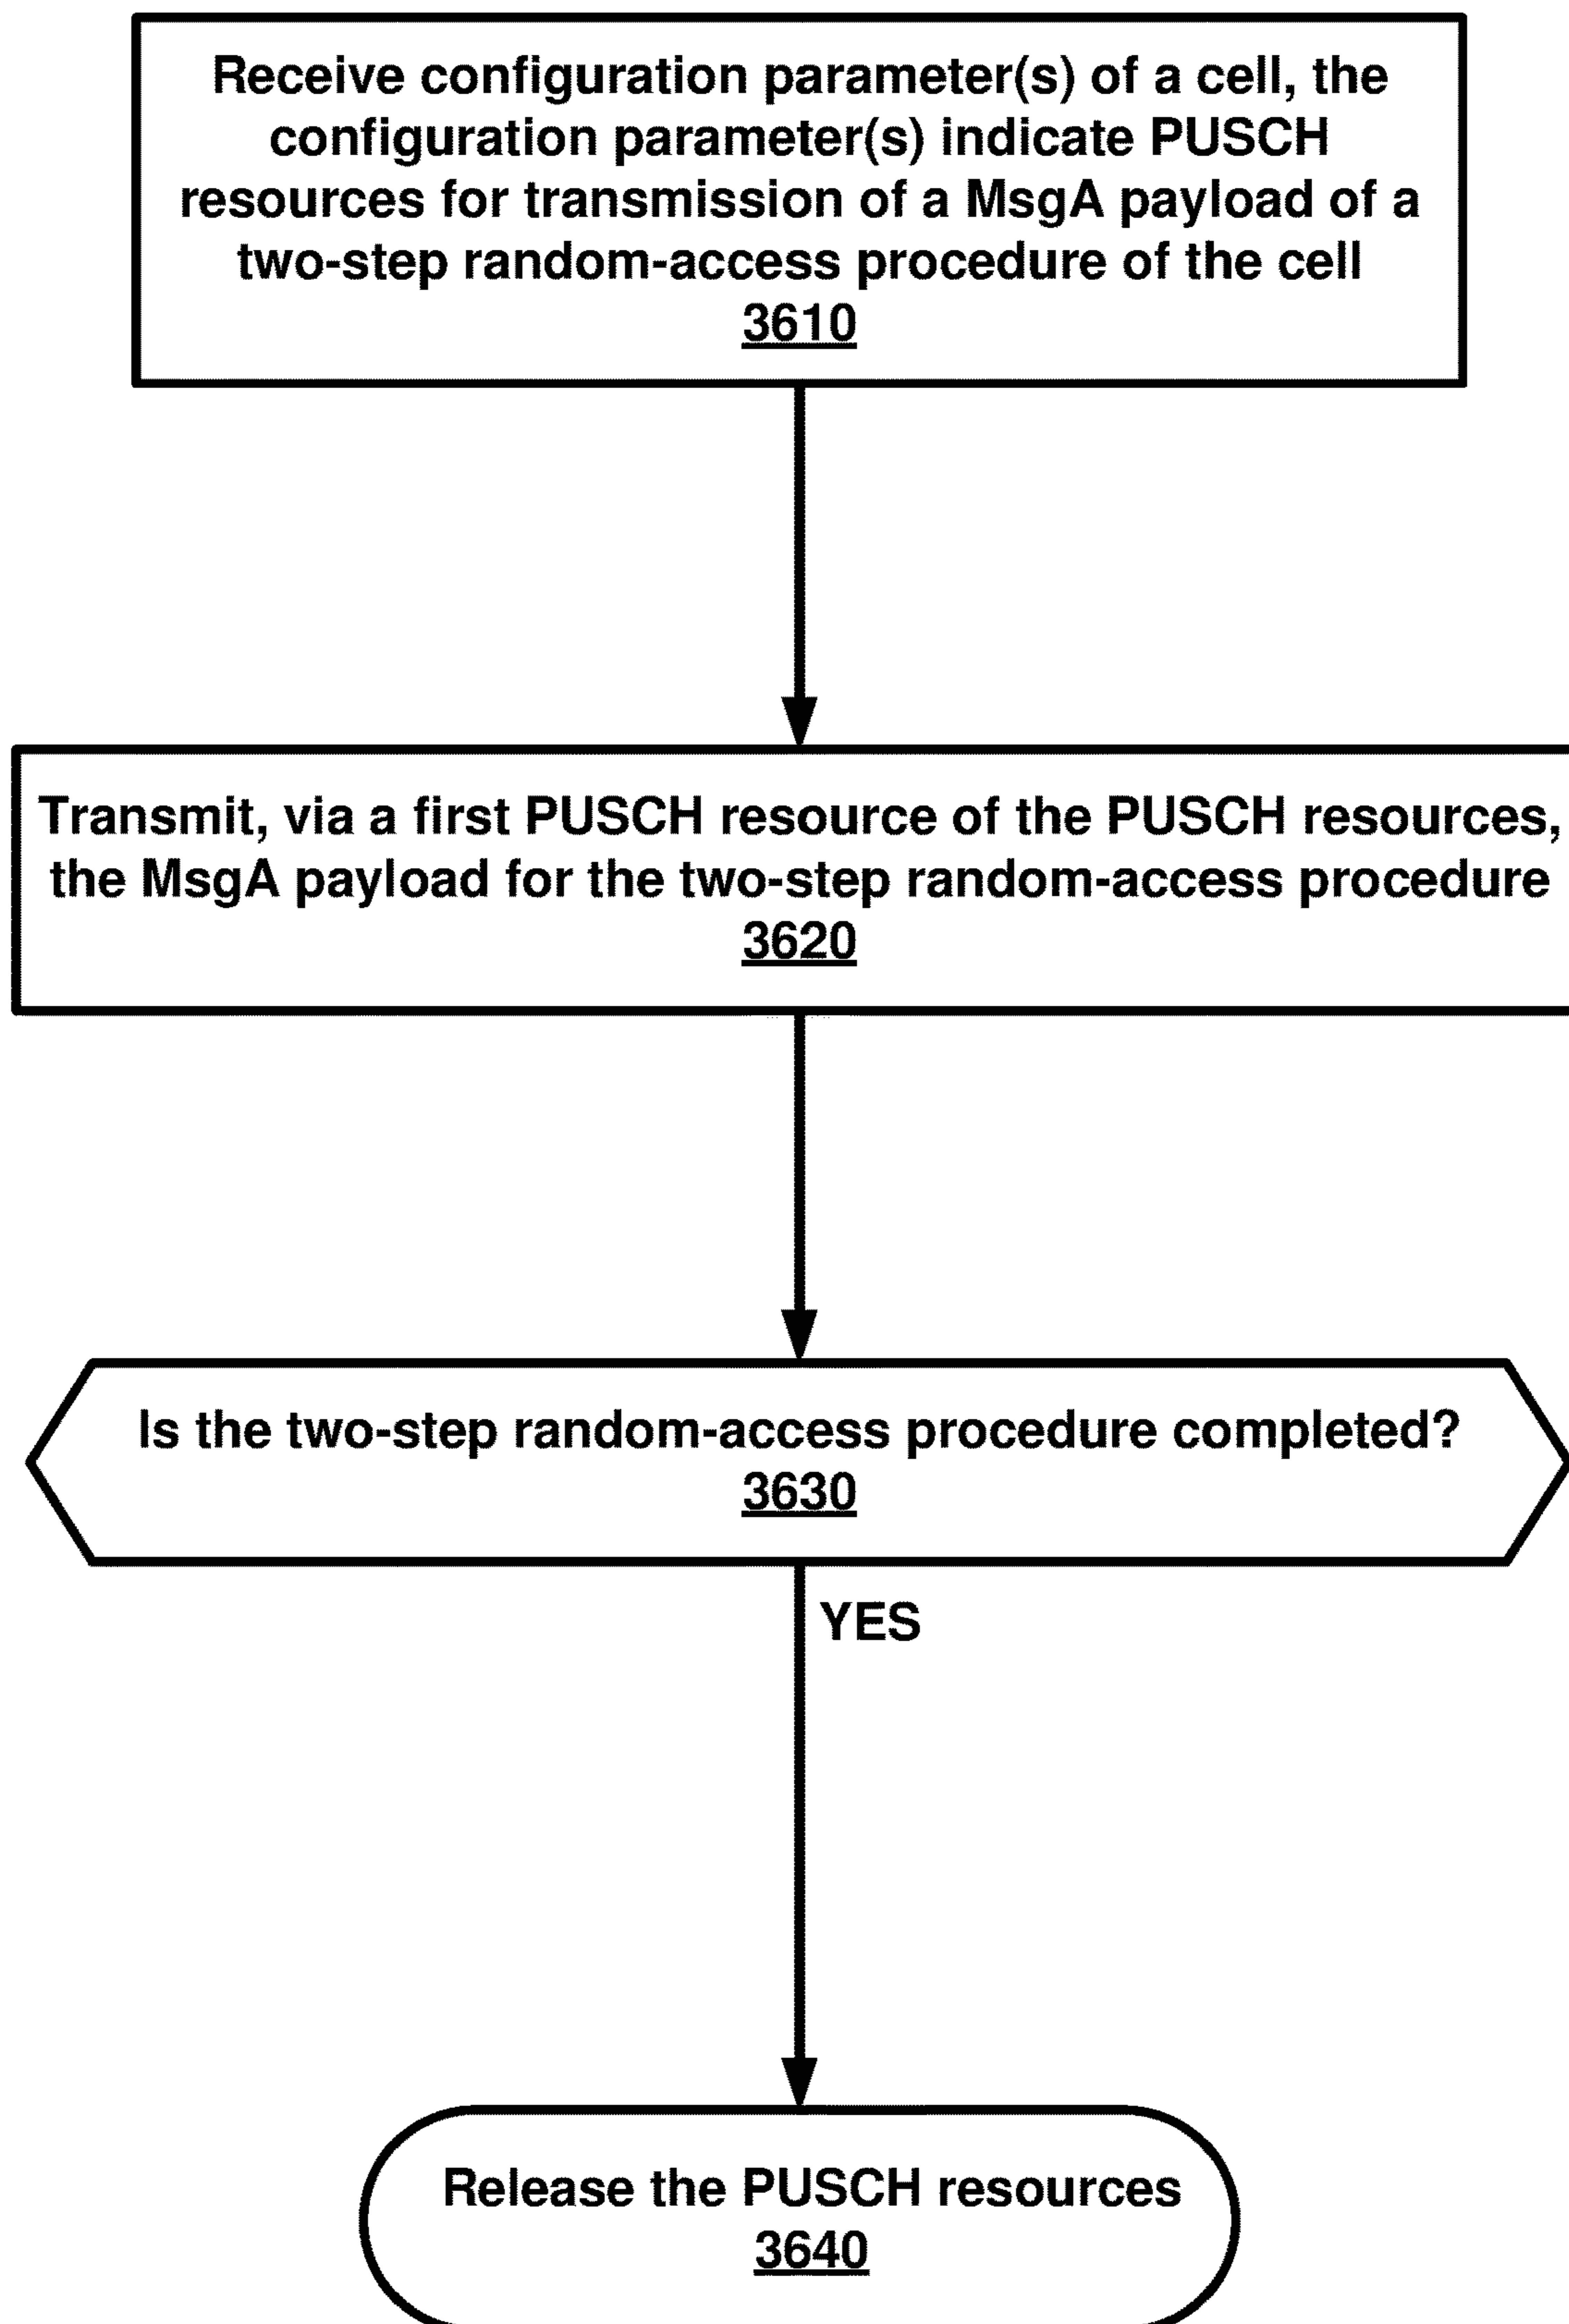 Receive configuration parameter(s) of a cell, the
configuration parameter(s) indicate PUSCH
resources for transmission of a MsgA payload of a
two-step random-access procedure of the cell
3610
Transmit, via a first PUSCH resource of the PUSCH resources,
the MsgA payload for the two-step random-access procedure
3620
Is the two-step random-access procedure completed?
3630
YES
Release the PUSCH resources
3640